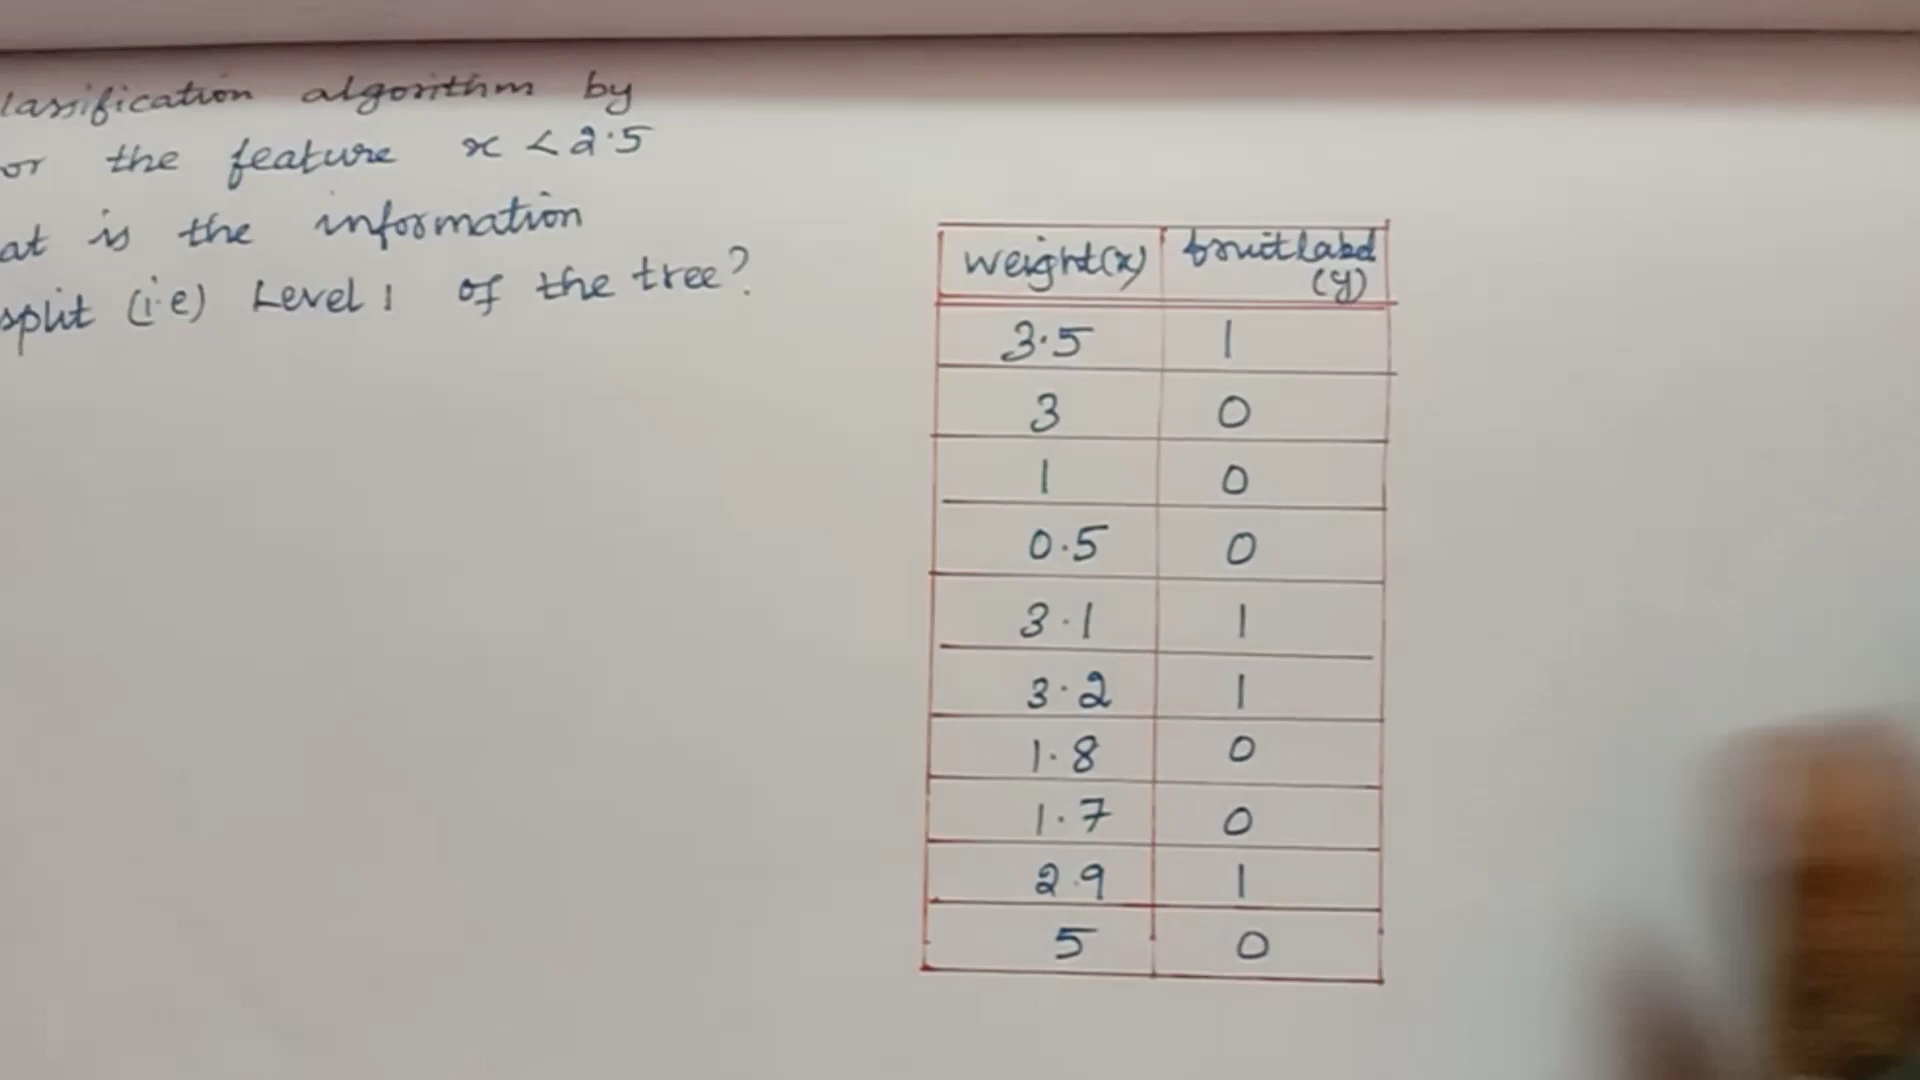 lassification algorithm by
or the feature x < 2.5
at is the information
split (i.e) Level 1 of the tree?
weight(x) fruit label (y)
3.5 1
3 0
1 0
0.5 0
3.1 1
3.2 1
1.8 0
1.7 0
2.9 1
5 0